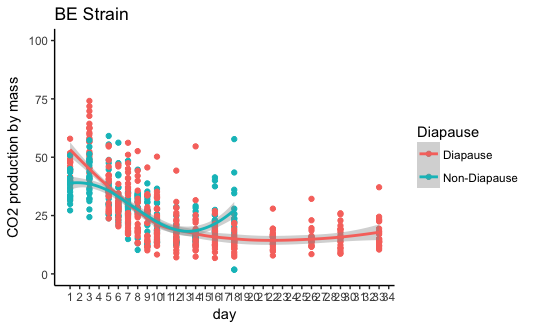 BE Strain
100
75
50
25
0
CO2 production by mass
1 2 3 4 5 6 7 8 9 10 11 12 13 14 15 16 17 18 19 20 21 22 23 24 25 26 27 28 29 30 31 32 33 34
day
Diapause
Diapause
Non-Diapause